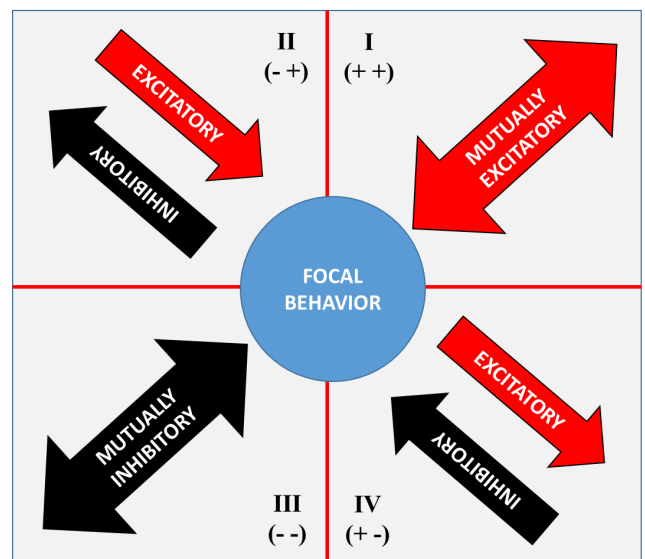 II
(- +)
EXCITATORY
INHIBITORY
I
(+ +)
MUTUALLY
EXCITATORY
FOCAL
BEHAVIOR
MUTUALLY
INHIBITORY
III
(- -)
IV
(+ -)
EXCITATORY
INHIBITORY